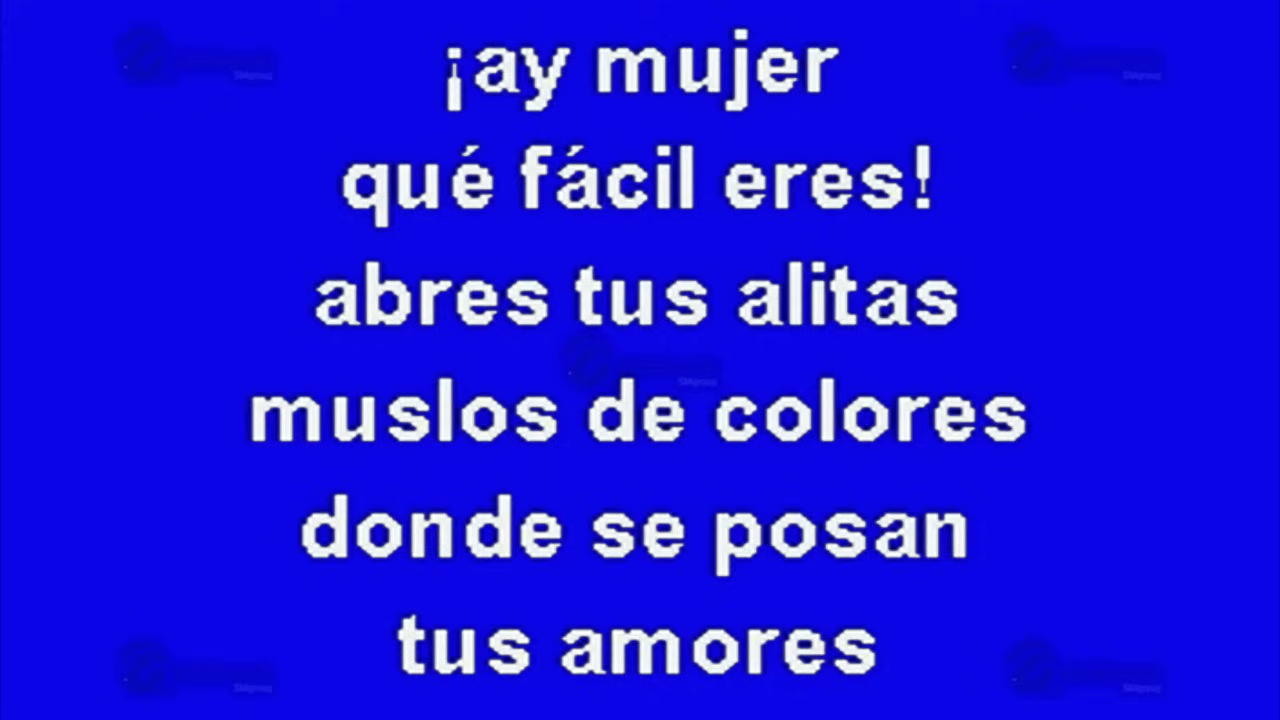 ¡ay mujer
qué fácil eres!
abres tus alitas
muslos de colores
donde se posan
tus amores